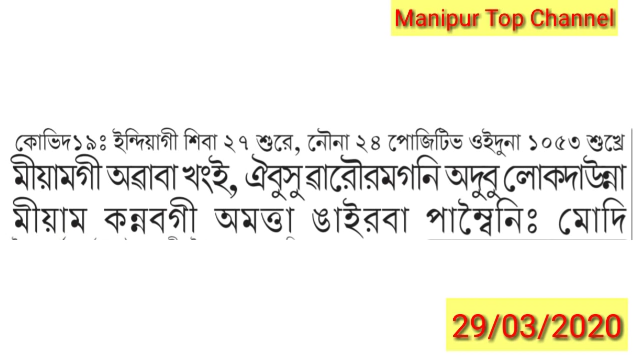 Manipur Top Channel
কোভিদ১৯ঃ ইন্দিয়াগী শিবা ২৭ শুরে, নৌনা ২৪ পোজিটিভ ওইদুনা ১০৫৩ শুখ্রে
মীয়ামগী অৱাবা খংই, ঐবুসু ৱারৌরমগনি অদুবু লোকদাউন্না
মীয়াম কন্নবগী অমত্তা ঙাইরবা পাম্বৈনিঃ মোদি
29/03/2020